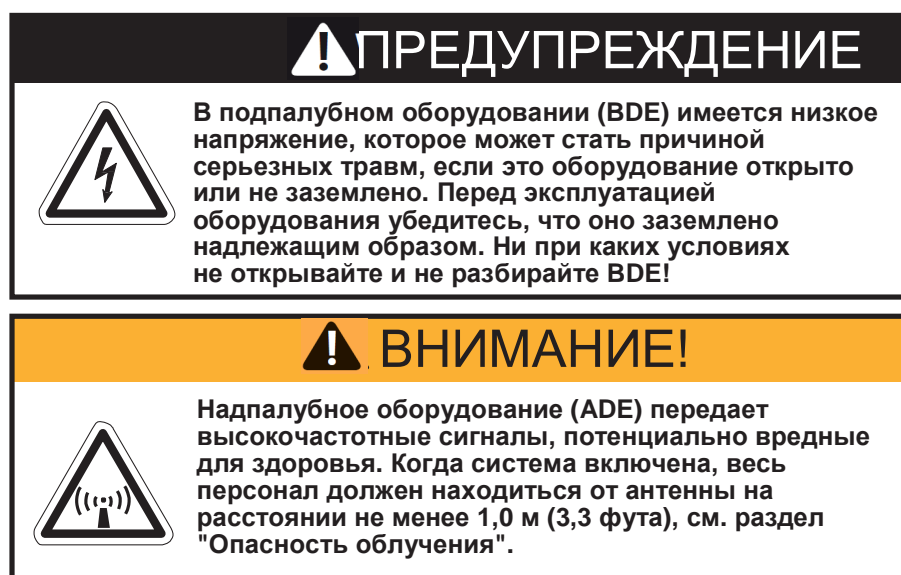 ПРЕДУПРЕЖДЕНИЕ
В подпалубном оборудовании (BDE) имеется низкое
напряжение, которое может стать причиной
серьезных травм, если это оборудование открыто
или не заземлено. Перед эксплуатацией
оборудования убедитесь, что оно заземлено
надлежащим образом. Ни при каких условиях
не открывайте и не разбирайте BDE!
ВНИМАНИЕ!
Надпалубное оборудование (ADE) передает
высокочастотные сигналы, потенциально вредные
для здоровья. Когда система включена, весь
персонал должен находиться от антенны на
расстоянии не менее 1,0 м (3,3 фута), см. раздел
"Опасность облучения".